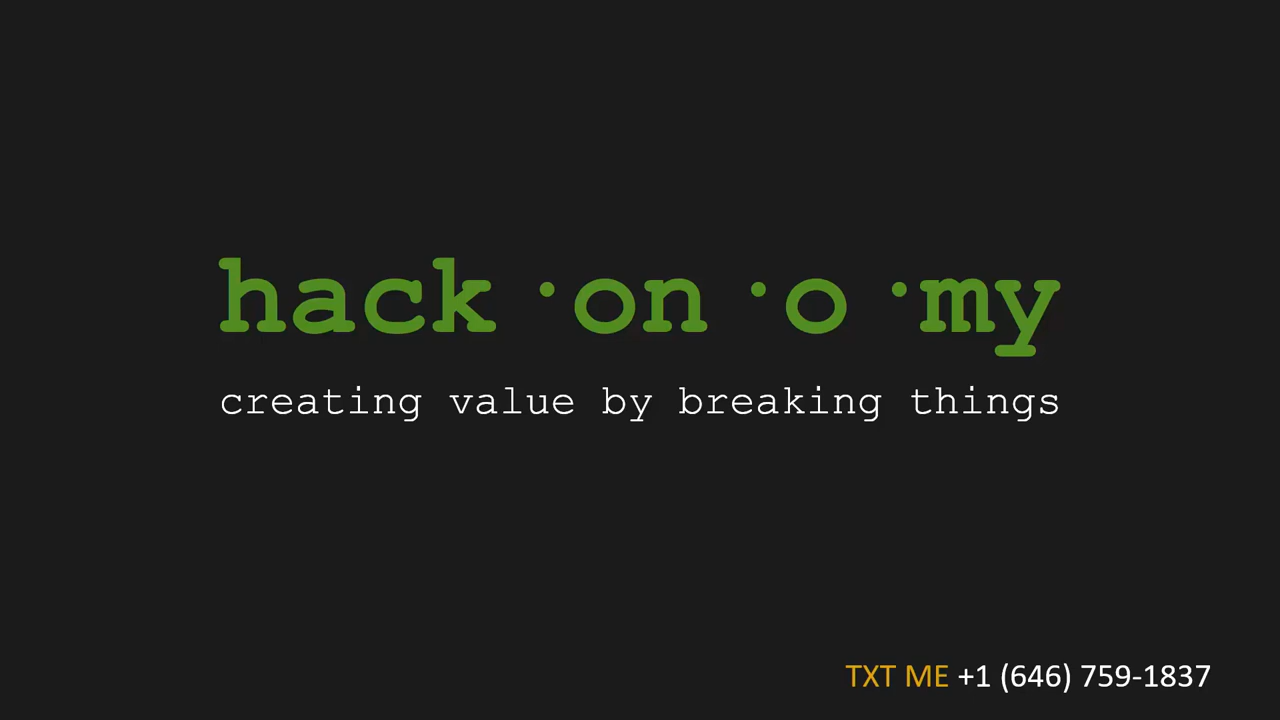 hack ·on ·o ·my
creating value by breaking things
TXT ME +1 (646) 759-1837